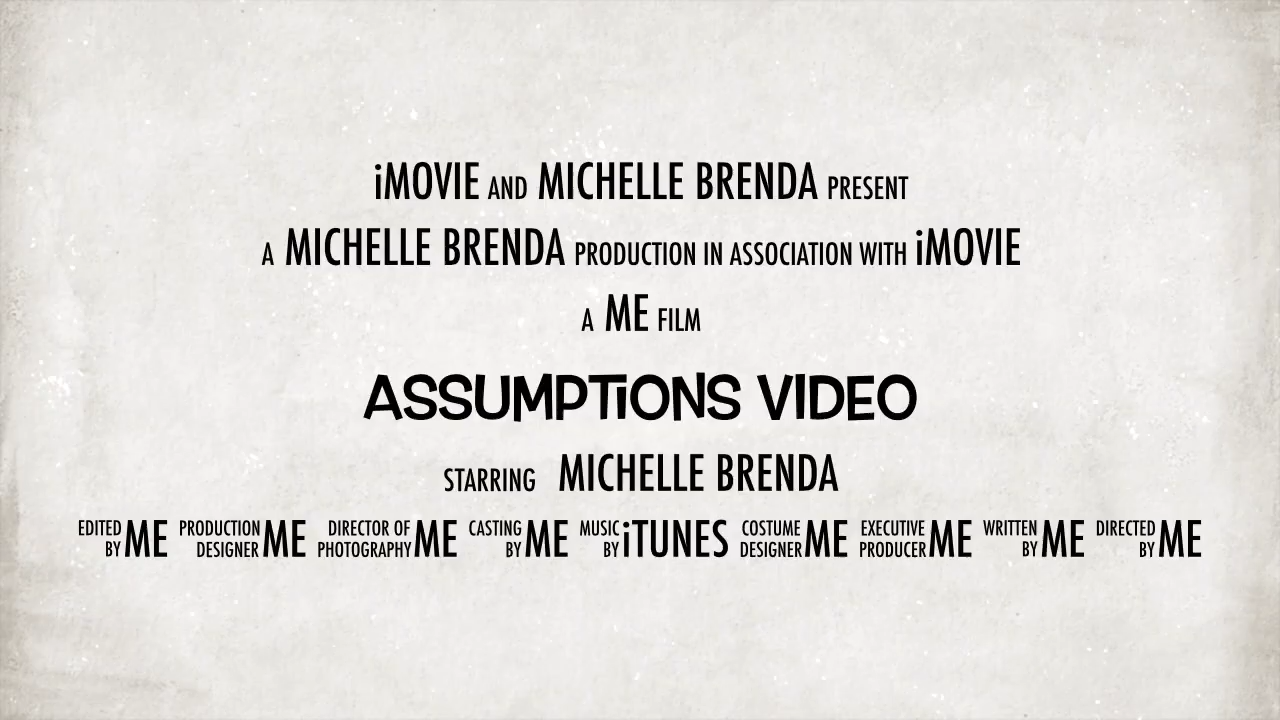 iMOVIE AND MICHELLE BRENDA PRESENT
A MICHELLE BRENDA PRODUCTION IN ASSOCIATION WITH iMOVIE
A ME FILM
ASSUMPTiONS VIDEO
STARRING MICHELLE BRENDA
EDITED BY ME PRODUCTION DESIGNER ME DIRECTOR OF PHOTOGRAPHY ME CASTING BY ME MUSIC BY iTUNES COSTUME DESIGNER ME EXECUTIVE PRODUCER ME WRITTEN BY ME DIRECTED BY ME